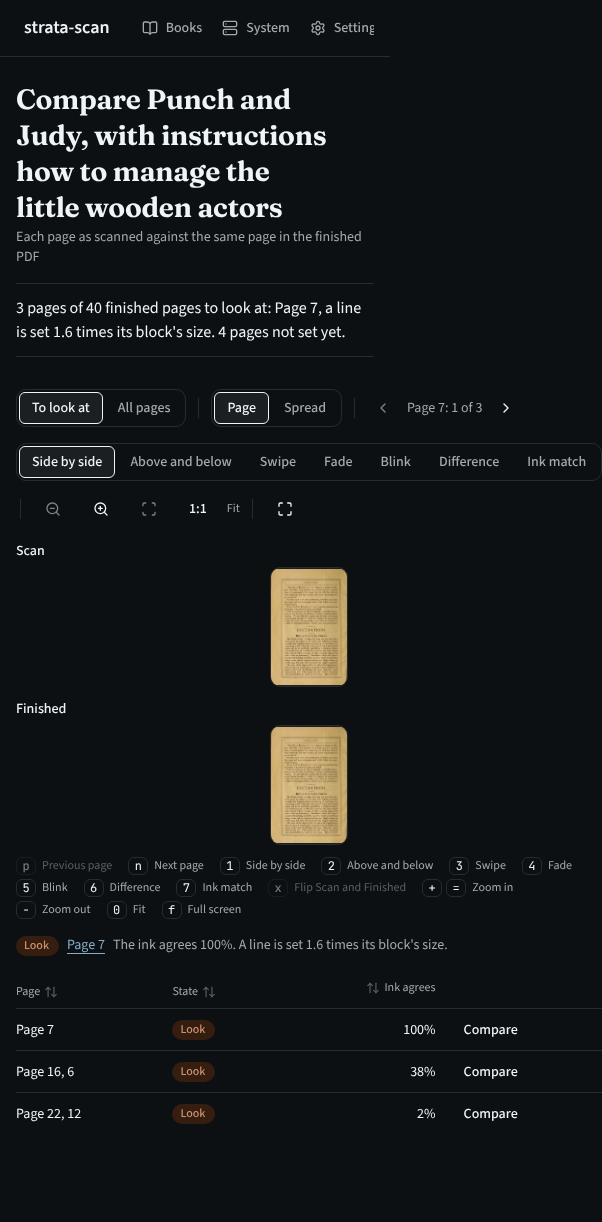 strata-scan Books System Setting
Compare Punch and
Judy, with instructions
how to manage the
little wooden actors
Each page as scanned against the same page in the finished
PDF
3 pages of 40 finished pages to look at: Page 7, a line
is set 1.6 times its block's size. 4 pages not set yet.
To look at All pages Page Spread Page 7: 1 of 3
Side by side Above and below Swipe Fade Blink Difference Ink match
1:1 Fit
Scan
Finished
p Previous page n Next page 1 Side by side 2 Above and below 3 Swipe 4 Fade
5 Blink 6 Difference 7 Ink match x Flip Scan and Finished + = Zoom in
- Zoom out 0 Fit f Full screen
Look Page 7 The ink agrees 100%. A line is set 1.6 times its block's size.
Page State Ink agrees
Page 7 Look 100% Compare
Page 16, 6 Look 38% Compare
Page 22, 12 Look 2% Compare